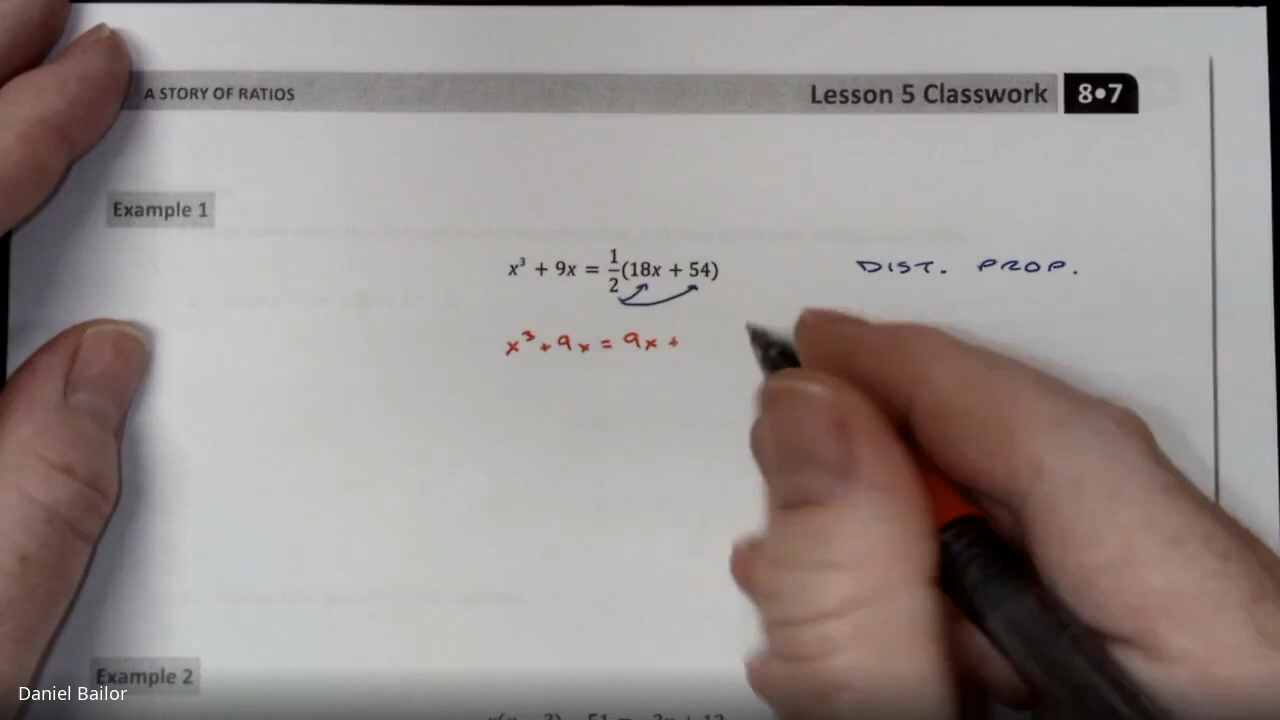 A STORY OF RATIOS
Lesson 5 Classwork 8•7
Example 1
x³ + 9x = 1/2(18x + 54) DIST. PROP.
x³ + 9x = 9x +
Example 2
Daniel Bailor